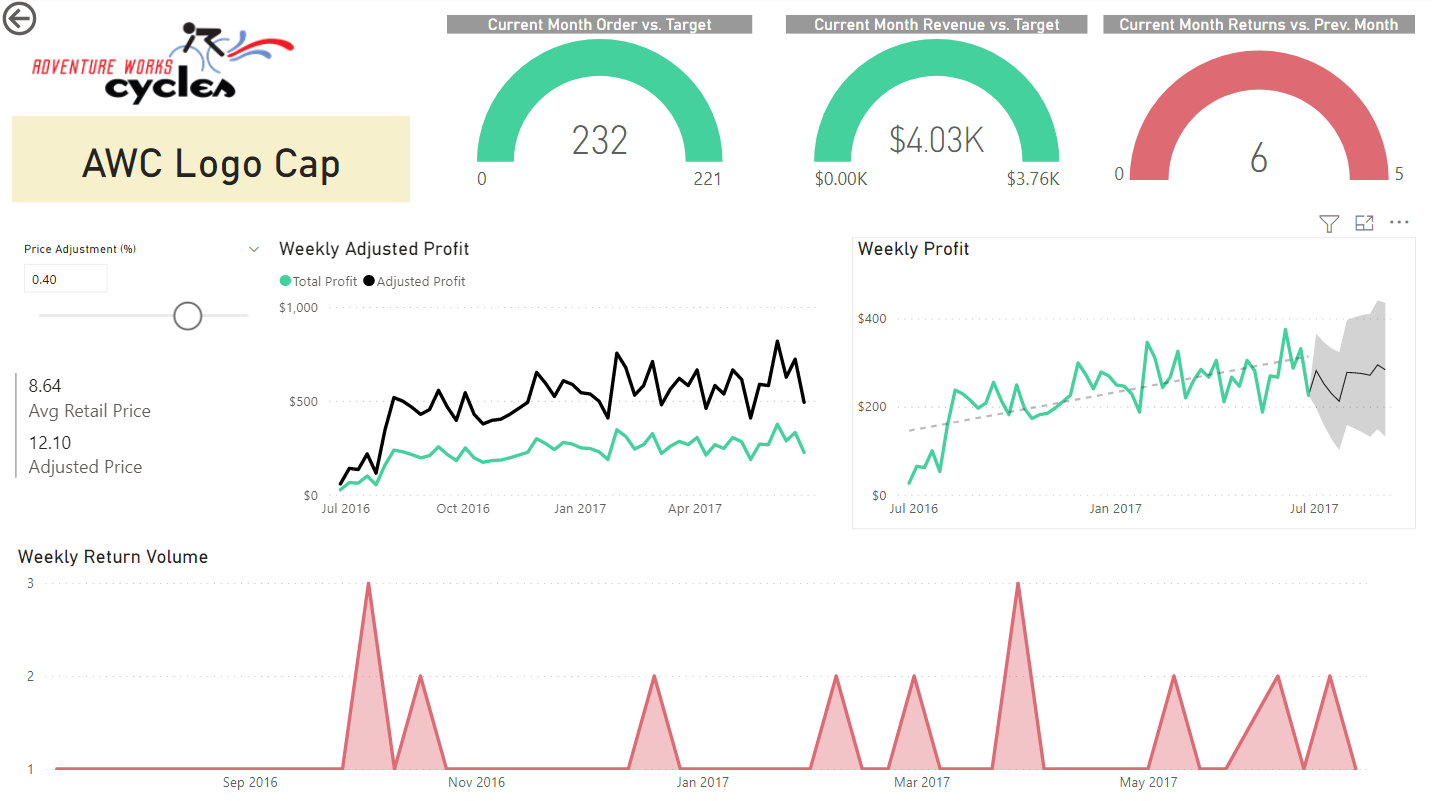 ADVENTURE WORKS
cycles
AWC Logo Cap
Current Month Order vs. Target
232
0
221
Current Month Revenue vs. Target
$4.03K
$0.00K
$3.76K
Current Month Returns vs. Prev. Month
6
0
5
Price Adjustment (%)
0.40
8.64
Avg Retail Price
12.10
Adjusted Price
Weekly Adjusted Profit
Total Profit
Adjusted Profit
$1,000
$500
$0
Jul 2016
Oct 2016
Jan 2017
Apr 2017
Weekly Profit
$400
$200
$0
Jul 2016
Jan 2017
Jul 2017
Weekly Return Volume
3
2
1
Sep 2016
Nov 2016
Jan 2017
Mar 2017
May 2017